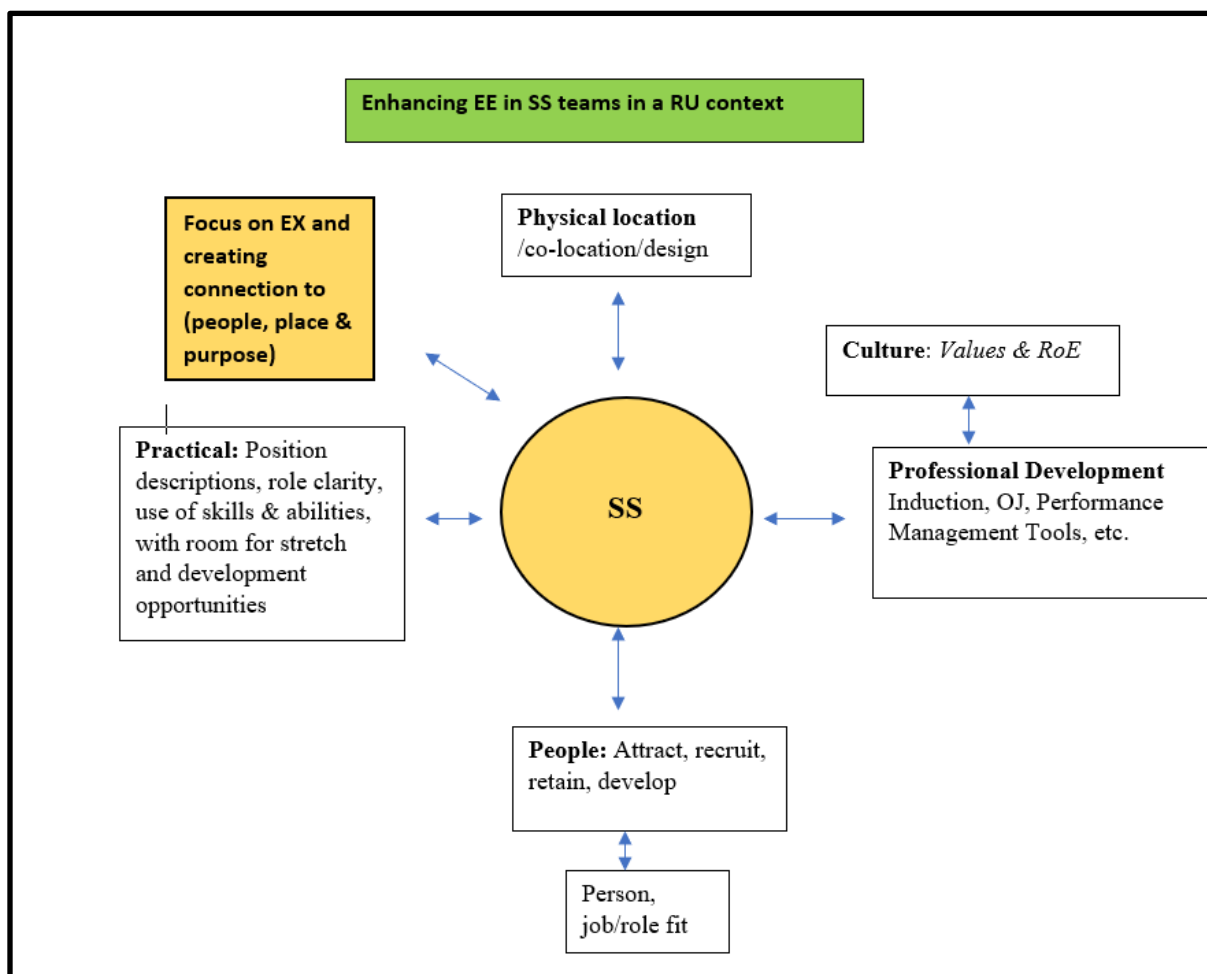 Enhancing EE in SS teams in a RU context
Focus on EX and
creating
connection to
(people, place &
purpose)
Physical location
/co-location/design
Culture: Values & RoE
Practical: Position
descriptions, role clarity,
use of skills & abilities,
with room for stretch
and development
opportunities
SS
Professional Development
Induction, OJ, Performance
Management Tools, etc.
People: Attract, recruit,
retain, develop
Person,
job/role fit